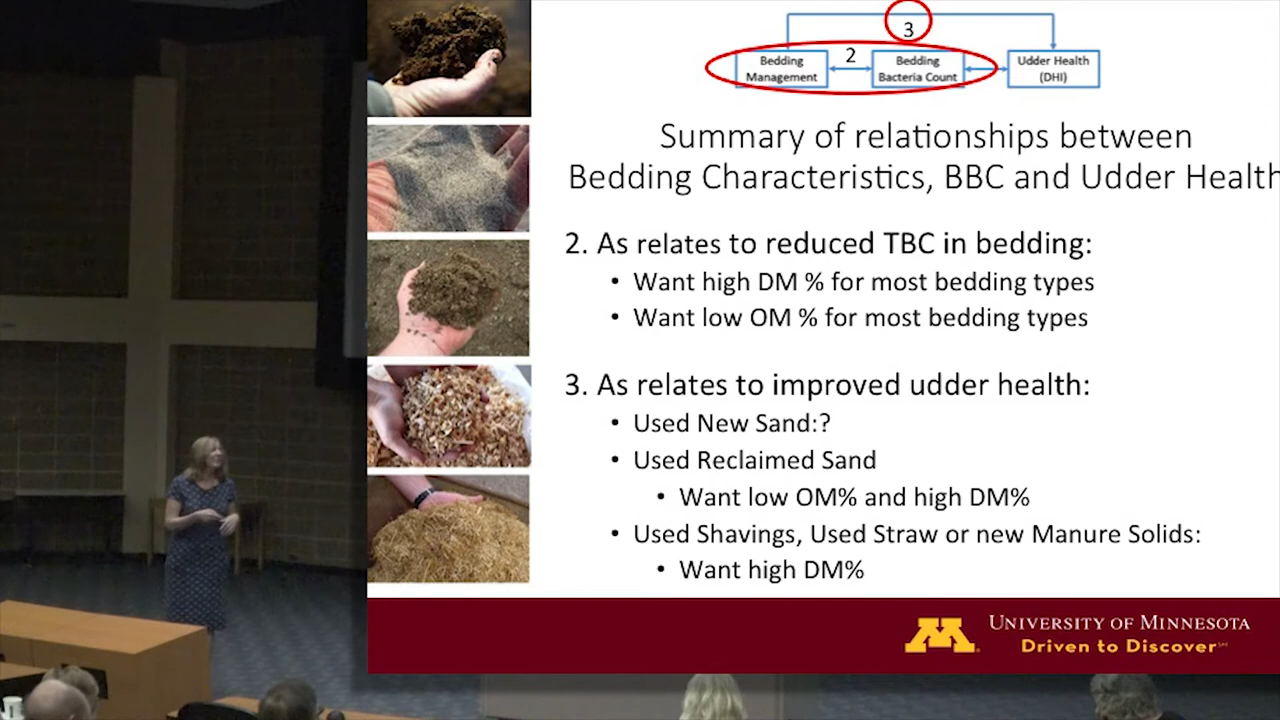 3
Bedding Management
2
Bedding Bacteria Count
Udder Health (DHI)
Summary of relationships between
Bedding Characteristics, BBC and Udder Health
2. As relates to reduced TBC in bedding:
• Want high DM % for most bedding types
• Want low OM % for most bedding types
3. As relates to improved udder health:
• Used New Sand:?
• Used Reclaimed Sand
• Want low OM% and high DM%
• Used Shavings, Used Straw or new Manure Solids:
• Want high DM%
M
UNIVERSITY OF MINNESOTA
Driven to Discover℠